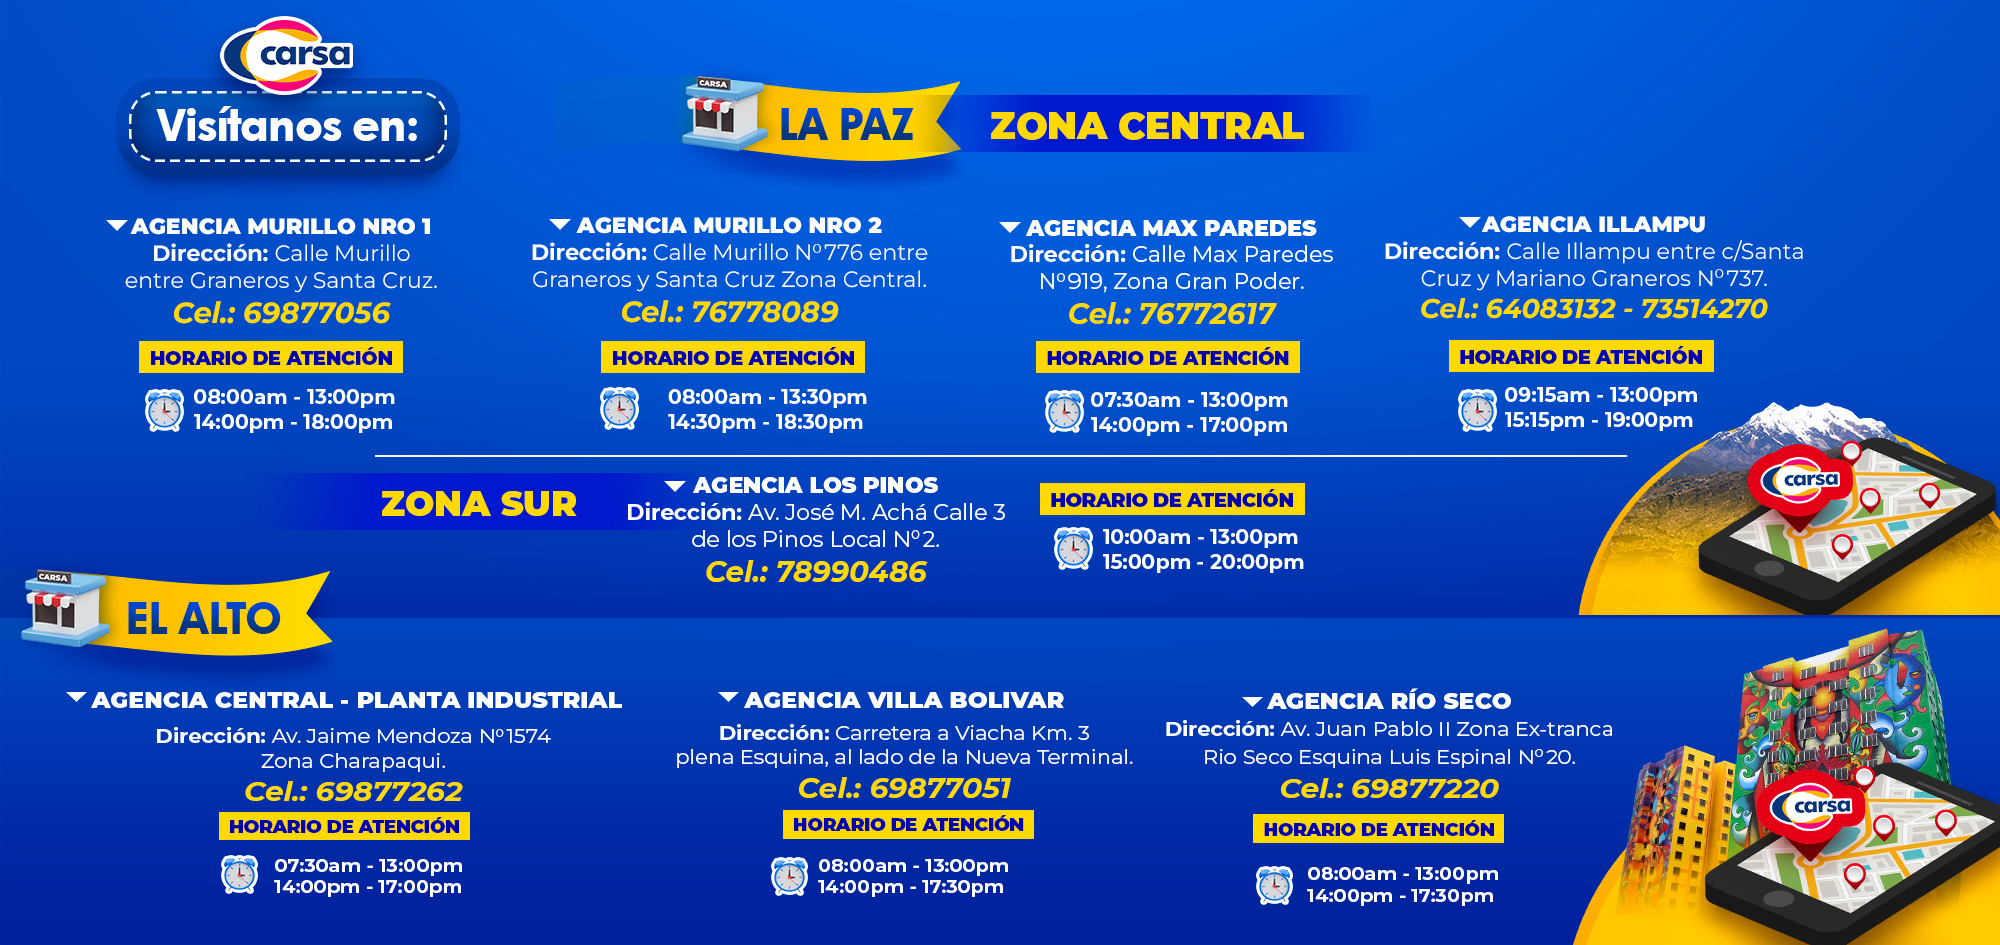 carsa
Visítanos en:
CARSA
LA PAZ
ZONA CENTRAL
AGENCIA MURILLO NRO 1
Dirección: Calle Murillo
entre Graneros y Santa Cruz.
Cel.: 69877056
HORARIO DE ATENCIÓN
08:00am - 13:00pm
14:00pm - 18:00pm
AGENCIA MURILLO NRO 2
Dirección: Calle Murillo Nº776 entre
Graneros y Santa Cruz Zona Central.
Cel.: 76778089
HORARIO DE ATENCIÓN
08:00am - 13:30pm
14:30pm - 18:30pm
AGENCIA MAX PAREDES
Dirección: Calle Max Paredes
Nº919, Zona Gran Poder.
Cel.: 76772617
HORARIO DE ATENCIÓN
07:30am - 13:00pm
14:00pm - 17:00pm
AGENCIA ILLAMPU
Dirección: Calle Illampu entre c/Santa
Cruz y Mariano Graneros Nº737.
Cel.: 64083132 - 73514270
HORARIO DE ATENCIÓN
09:15am - 13:00pm
15:15pm - 19:00pm
ZONA SUR
AGENCIA LOS PINOS
Dirección: Av. José M. Achá Calle 3
de los Pinos Local Nº2.
Cel.: 78990486
HORARIO DE ATENCIÓN
10:00am - 13:00pm
15:00pm - 20:00pm
carsa
CARSA
EL ALTO
AGENCIA CENTRAL - PLANTA INDUSTRIAL
Dirección: Av. Jaime Mendoza Nº1574
Zona Charapaqui.
Cel.: 69877262
HORARIO DE ATENCIÓN
07:30am - 13:00pm
14:00pm - 17:00pm
AGENCIA VILLA BOLIVAR
Dirección: Carretera a Viacha Km. 3
plena Esquina, al lado de la Nueva Terminal.
Cel.: 69877051
HORARIO DE ATENCIÓN
08:00am - 13:00pm
14:00pm - 17:30pm
AGENCIA RÍO SECO
Dirección: Av. Juan Pablo II Zona Ex-tranca
Rio Seco Esquina Luis Espinal Nº20.
Cel.: 69877220
HORARIO DE ATENCIÓN
08:00am - 13:00pm
14:00pm - 17:30pm
carsa